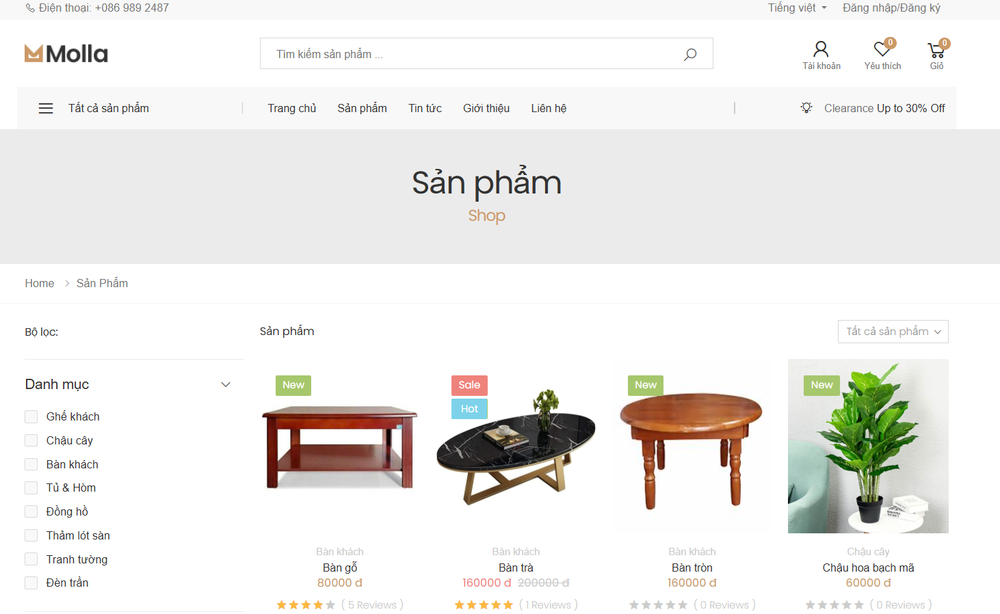 Điện thoại: +086 989 2487
Tiếng việt
Đăng nhập/Đăng ký
Molla
Tìm kiếm sản phẩm ...
0
0
Tài khoản
Yêu thích
Giỏ
Tất cả sản phẩm
Trang chủ
Sản phẩm
Tin tức
Giới thiệu
Liên hệ
Clearance Up to 30% Off
Sản phẩm
Shop
Home
Sản Phẩm
Bộ lọc:
Danh mục
Ghế khách
Chậu cây
Bàn khách
Tủ & Hòm
Đồng hồ
Thảm lót sàn
Tranh tường
Đèn trần
Sản phẩm
Tất cả sản phẩm
New
Bàn khách
Bàn gỗ
80000 đ
( 5 Reviews )
Sale
Hot
Bàn khách
Bàn trà
160000 đ 200000 đ
( 1 Reviews )
New
Bàn khách
Bàn tròn
160000 đ
( 0 Reviews )
New
Chậu cây
Chậu hoa bạch mã
60000 đ
( 0 Reviews )